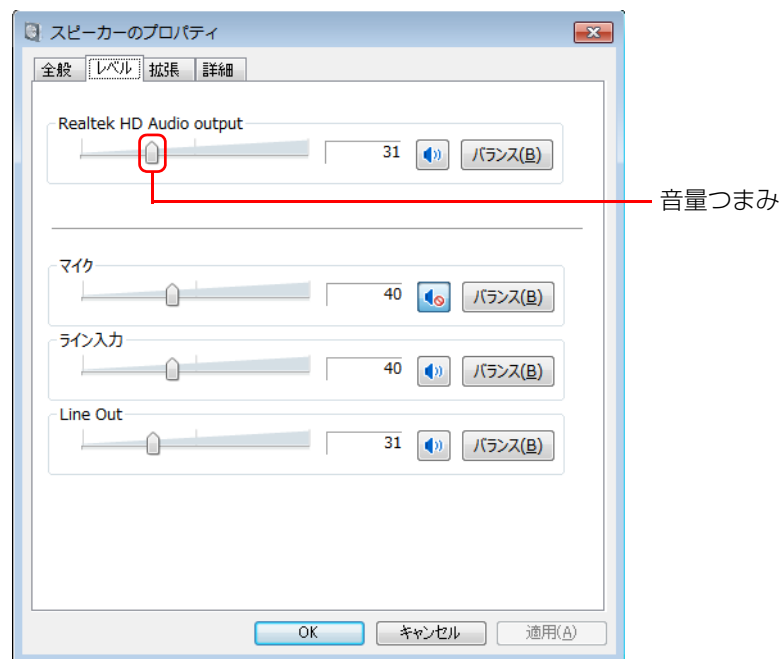 スピーカーのプロパティ
全般 レベル 拡張 詳細
Realtek HD Audio output
31 バランス(B)
音量つまみ
マイク
40 バランス(B)
ライン入力
40 バランス(B)
Line Out
31 バランス(B)
OK キャンセル 適用(A)